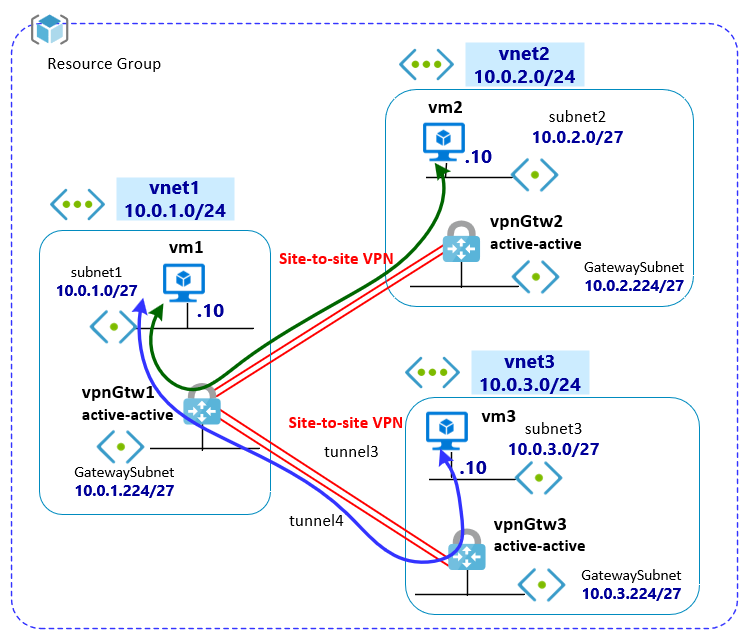 Resource Group
vnet2
10.0.2.0/24
vm2
.10
subnet2
10.0.2.0/27
vpnGtw2
active-active
GatewaySubnet
10.0.2.224/27
vnet1
10.0.1.0/24
vm1
subnet1
10.0.1.0/27
.10
Site-to-site VPN
vpnGtw1
active-active
GatewaySubnet
10.0.1.224/27
vnet3
10.0.3.0/24
Site-to-site VPN
tunnel3
tunnel4
vm3
.10
subnet3
10.0.3.0/27
vpnGtw3
active-active
GatewaySubnet
10.0.3.224/27